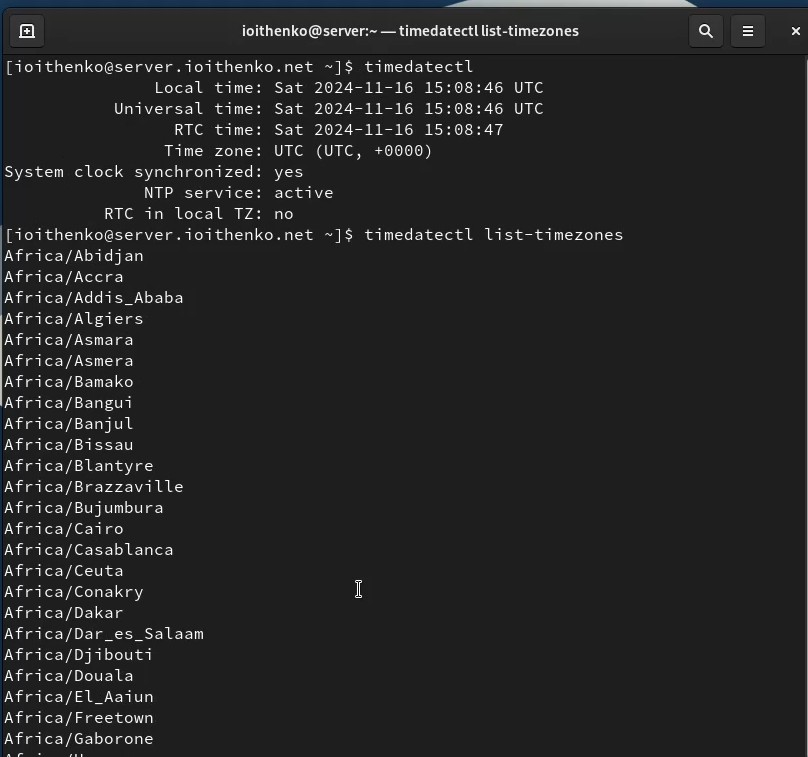 ioithenko@server:~ — timedatectl list-timezones
[ioithenko@server.ioithenko.net ~]$ timedatectl
Local time: Sat 2024-11-16 15:08:46 UTC
Universal time: Sat 2024-11-16 15:08:46 UTC
RTC time: Sat 2024-11-16 15:08:47
Time zone: UTC (UTC, +0000)
System clock synchronized: yes
NTP service: active
RTC in local TZ: no
[ioithenko@server.ioithenko.net ~]$ timedatectl list-timezones
Africa/Abidjan
Africa/Accra
Africa/Addis_Ababa
Africa/Algiers
Africa/Asmara
Africa/Asmera
Africa/Bamako
Africa/Bangui
Africa/Banjul
Africa/Bissau
Africa/Blantyre
Africa/Brazzaville
Africa/Bujumbura
Africa/Cairo
Africa/Casablanca
Africa/Ceuta
Africa/Conakry
Africa/Dakar
Africa/Dar_es_Salaam
Africa/Djibouti
Africa/Douala
Africa/El_Aaiun
Africa/Freetown
Africa/Gaborone